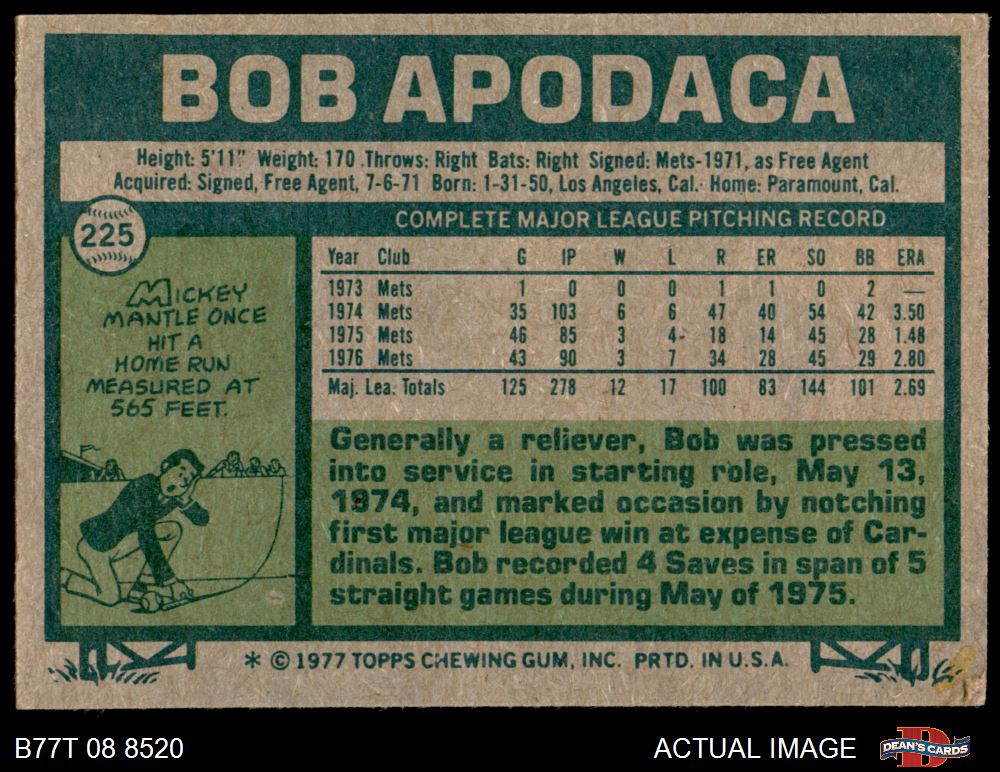 BOB APODACA
Height: 5'11" Weight: 170 Throws: Right Bats: Right Signed: Mets-1971, as Free Agent
Acquired: Signed, Free Agent, 7-6-71 Born: 1-31-50, Los Angeles, Cal. Home: Paramount, Cal.
225
COMPLETE MAJOR LEAGUE PITCHING RECORD
Year Club G IP W L R ER SO BB ERA
1973 Mets 1 0 0 0 1 1 0 2 —
1974 Mets 35 103 6 6 47 40 54 42 3.50
1975 Mets 46 85 3 4 18 14 45 28 1.48
1976 Mets 43 90 3 7 34 28 45 29 2.80
Maj. Lea. Totals 125 278 12 17 100 83 144 101 2.69
MICKEY
MANTLE ONCE
HIT A
HOME RUN
MEASURED AT
565 FEET.
Generally a reliever, Bob was pressed
into service in starting role, May 13,
1974, and marked occasion by notching
first major league win at expense of Car-
dinals. Bob recorded 4 Saves in span of 5
straight games during May of 1975.
* © 1977 TOPPS CHEWING GUM, INC. PRTD. IN U.S.A.
B77T 08 8520
ACTUAL IMAGE
D
DEAN'S CARDS